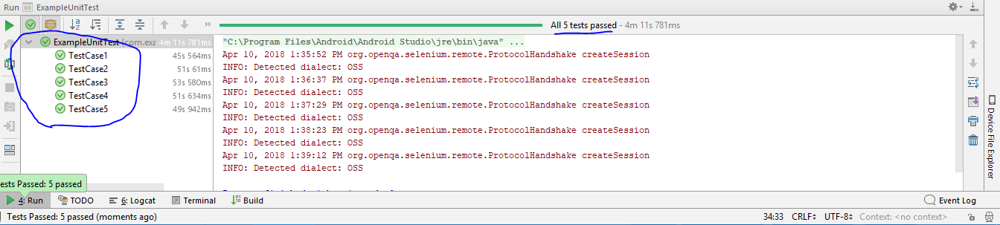 Run ExampleUnitTest
All 5 tests passed - 4m 11s 781ms
ExampleUnitTest (com.exa 4m 11s 781ms
TestCase1 45s 564ms
TestCase2 51s 61ms
TestCase3 53s 580ms
TestCase4 51s 634ms
TestCase5 49s 942ms
"C:\Program Files\Android\Android Studio\jre\bin\java" ...
Apr 10, 2018 1:35:52 PM org.openqa.selenium.remote.ProtocolHandshake createSession
INFO: Detected dialect: OSS
Apr 10, 2018 1:36:37 PM org.openqa.selenium.remote.ProtocolHandshake createSession
INFO: Detected dialect: OSS
Apr 10, 2018 1:37:29 PM org.openqa.selenium.remote.ProtocolHandshake createSession
INFO: Detected dialect: OSS
Apr 10, 2018 1:38:23 PM org.openqa.selenium.remote.ProtocolHandshake createSession
INFO: Detected dialect: OSS
Apr 10, 2018 1:39:12 PM org.openqa.selenium.remote.ProtocolHandshake createSession
INFO: Detected dialect: OSS
Device File Explorer
ests Passed: 5 passed
4: Run TODO 6: Logcat Terminal Build Event Log
Tests Passed: 5 passed (moments ago) 34:33 CRLF UTF-8 Context: <no context>